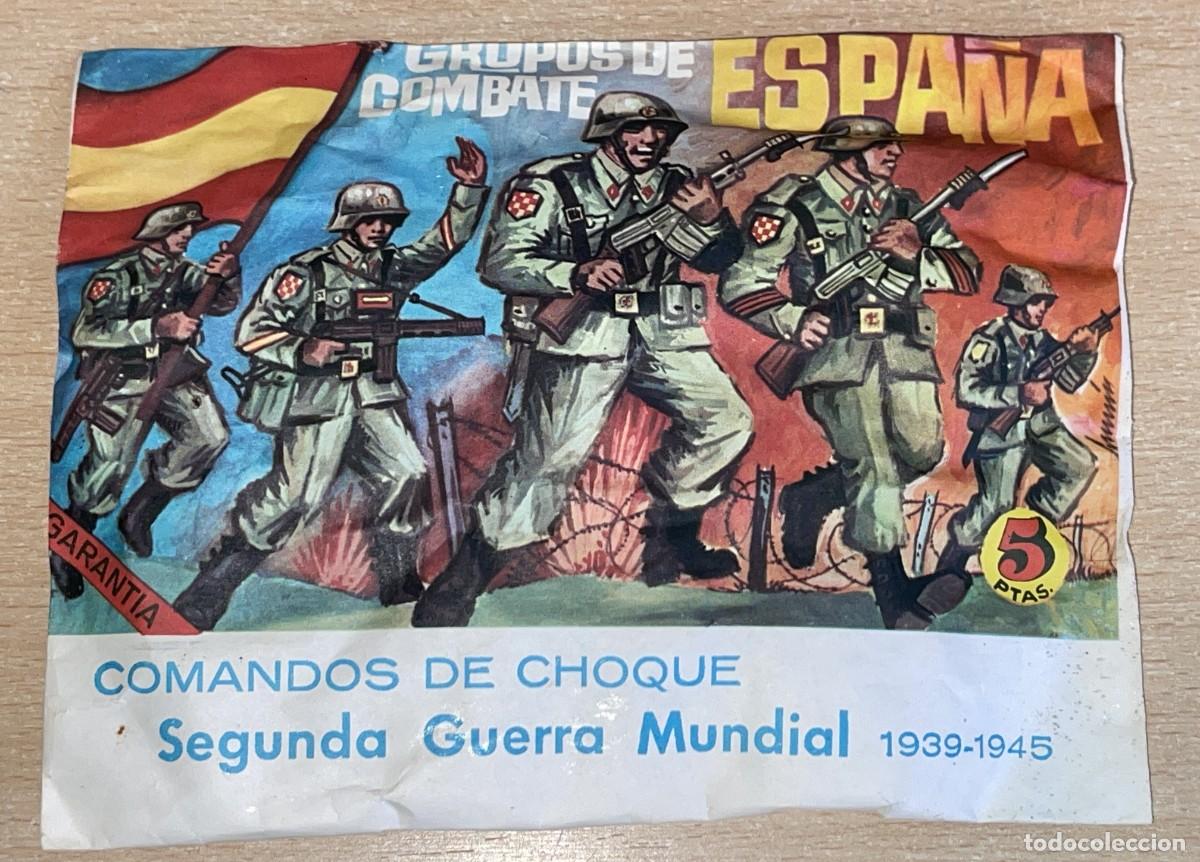 GRUPOS DE
COMBATE
ESPAÑA
GARANTIA
5
PTAS.
COMANDOS DE CHOQUE
Segunda Guerra Mundial 1939-1945
todocoleccion